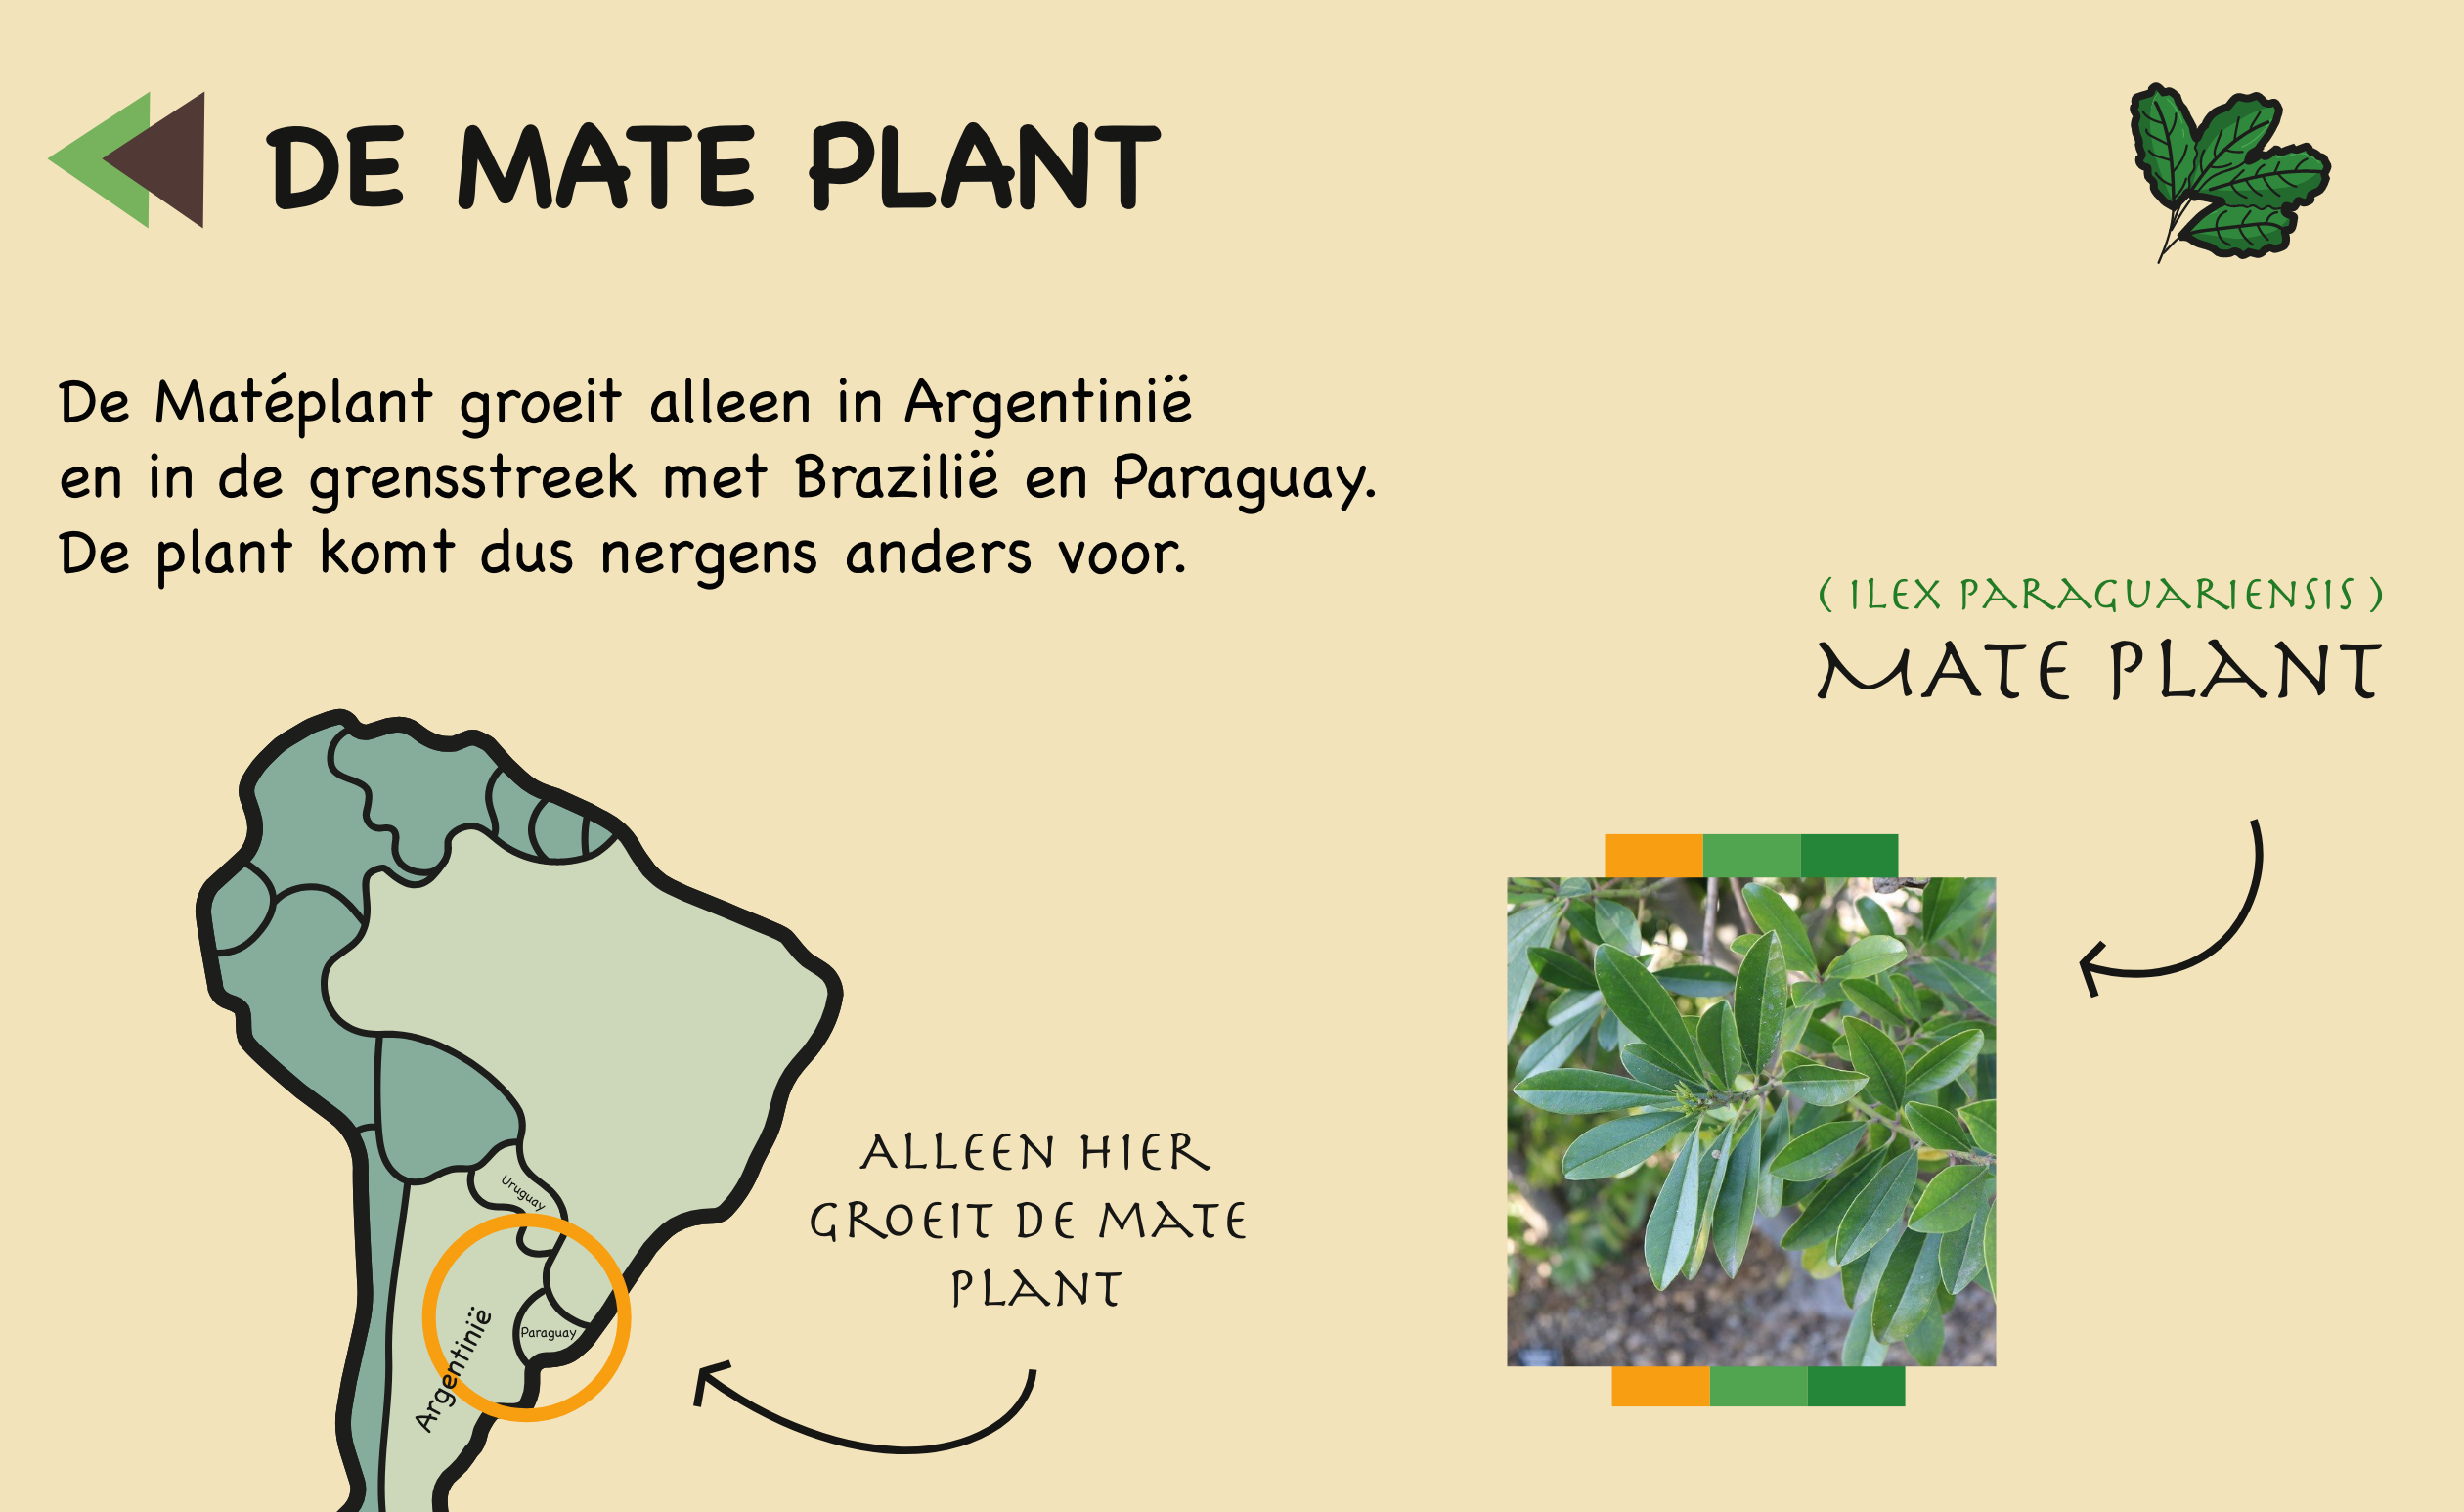 DE MATE PLANT
De Matéplant groeit alleen in Argentinië
en in de grensstreek met Brazilië en Paraguay.
De plant komt dus nergens anders voor.
( ILEX PARAGUARIENSIS )
MATE PLANT
ALLEEN HIER
GROEIT DE MATE
PLANT
Uruguay
Paraguay
Argentinië